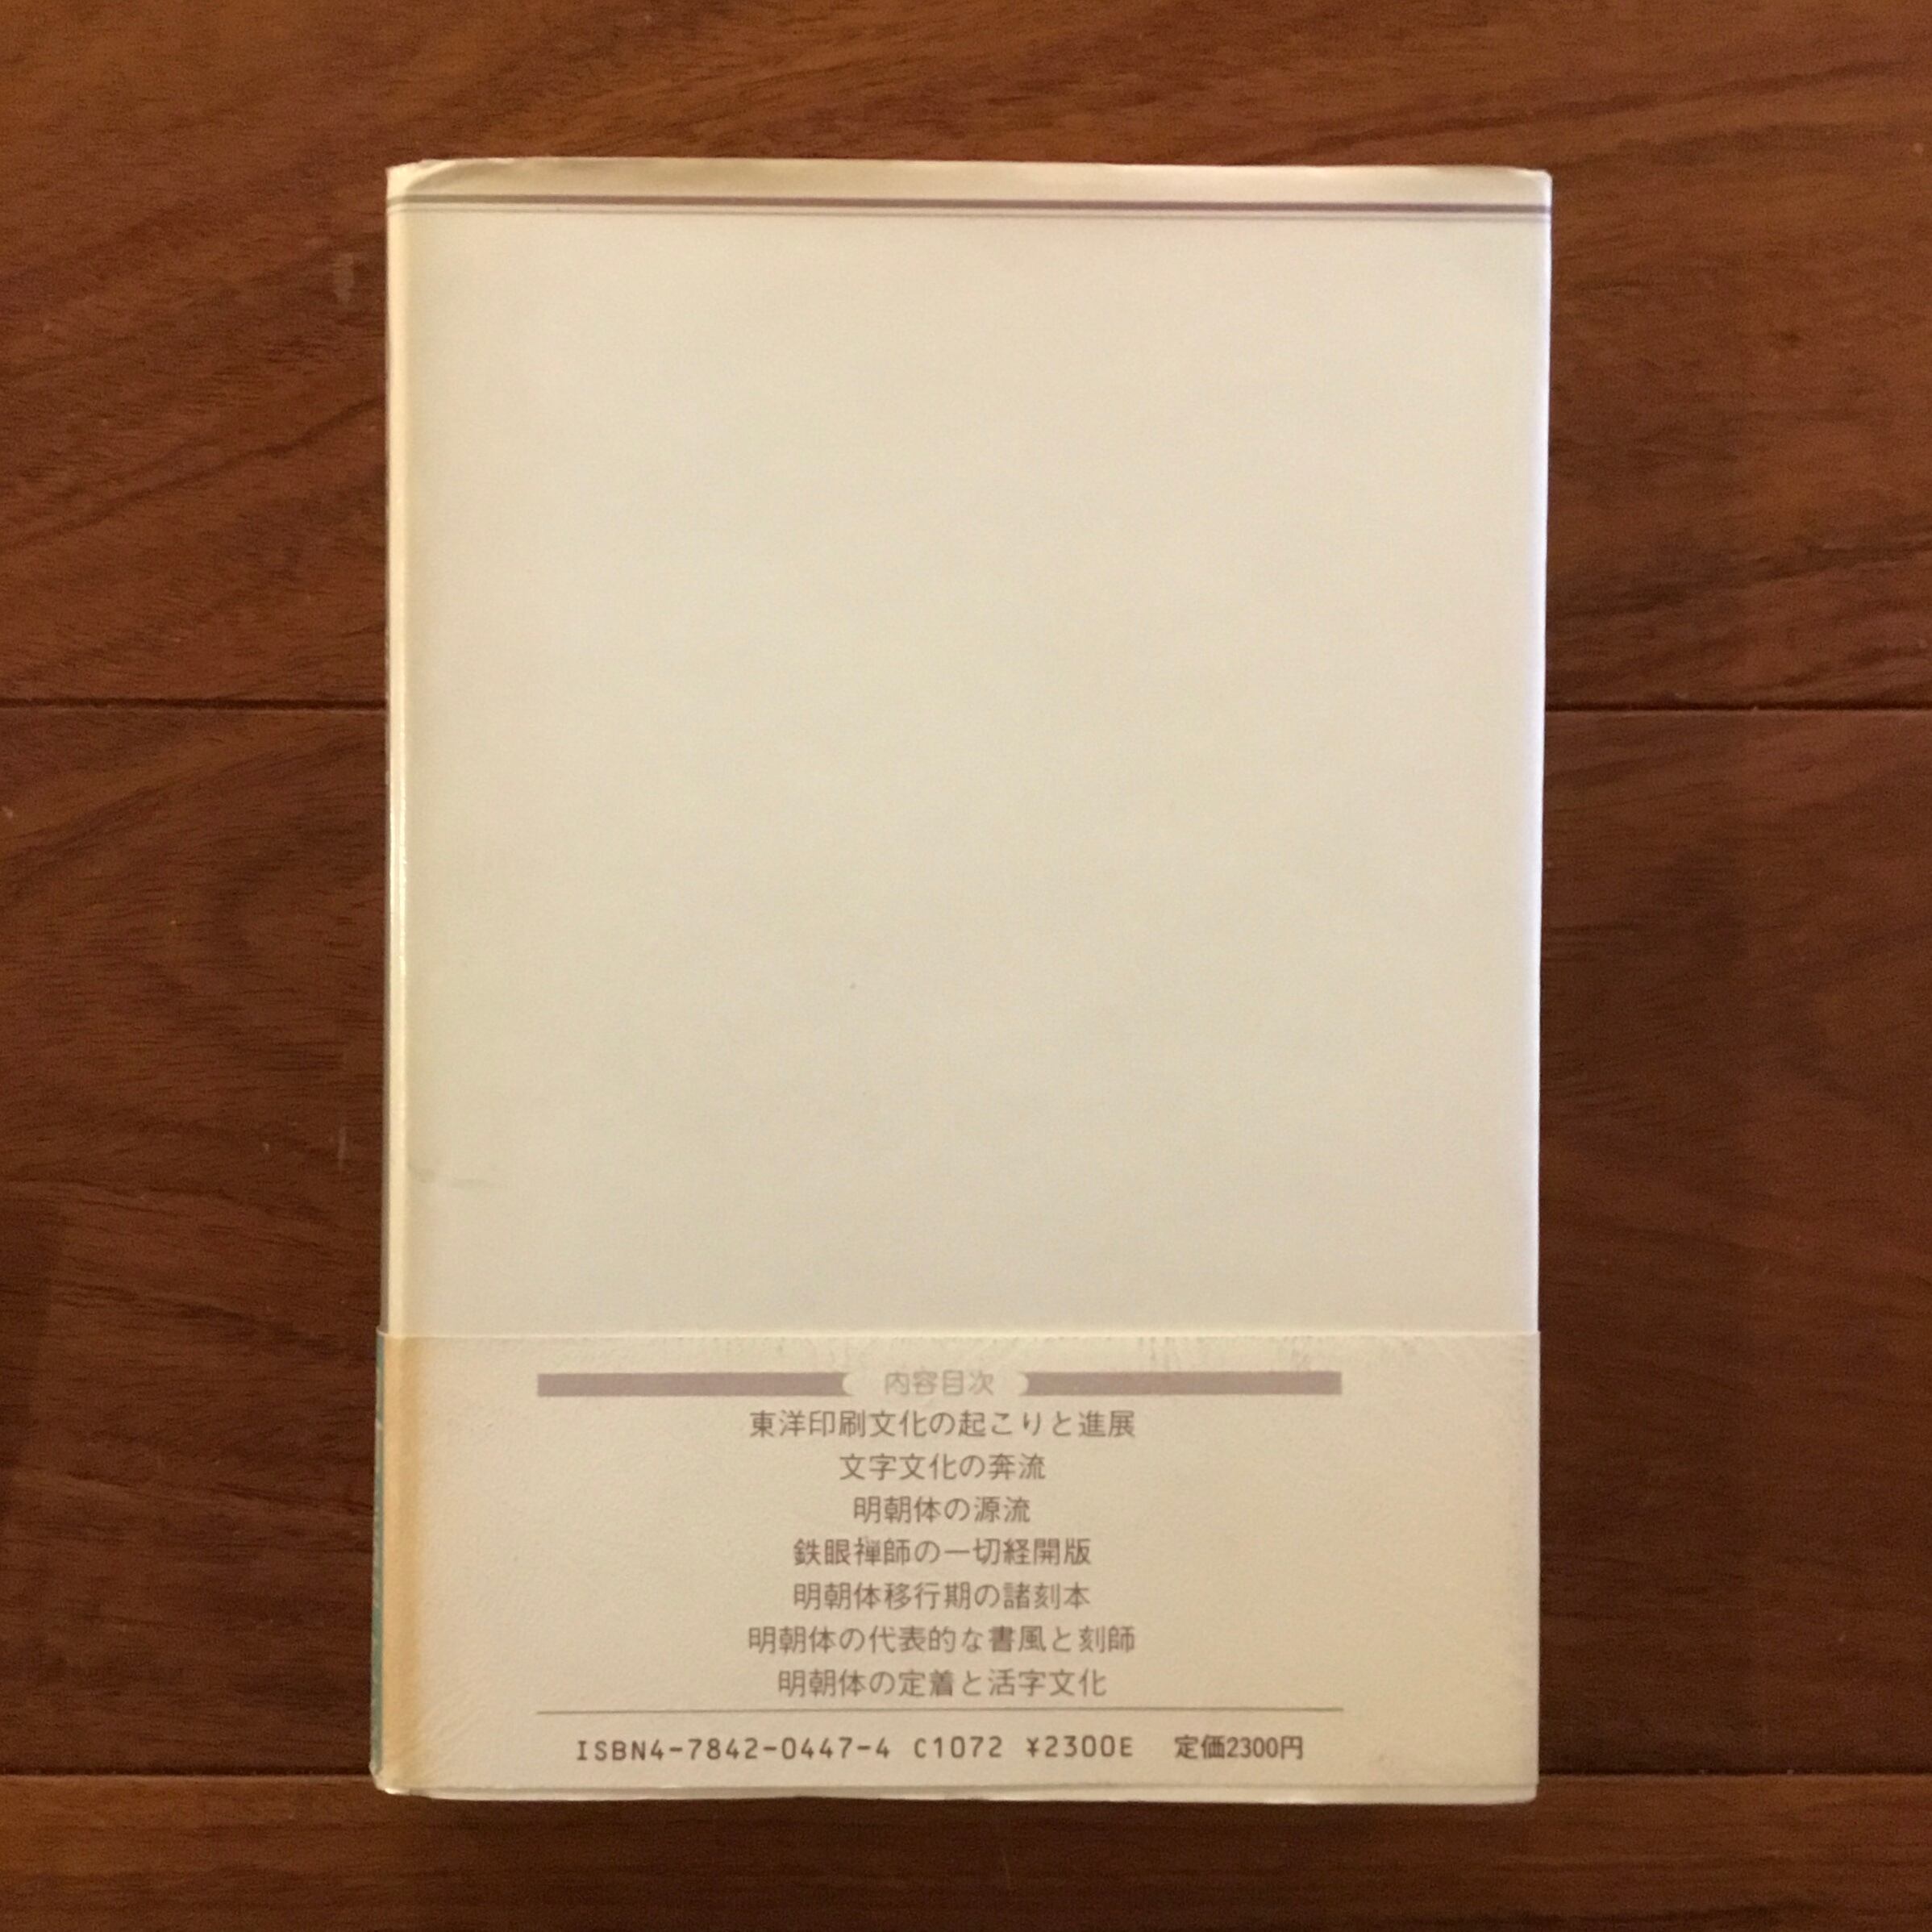 内容目次
東洋印刷文化の起こりと進展
文字文化の奔流
明朝体の源流
鉄眼禅師の一切経開版
明朝体移行期の諸刻本
明朝体の代表的な書風と刻師
明朝体の定着と活字文化
ISBN4-7842-0447-4 C1072 ¥2300E 定価2300円